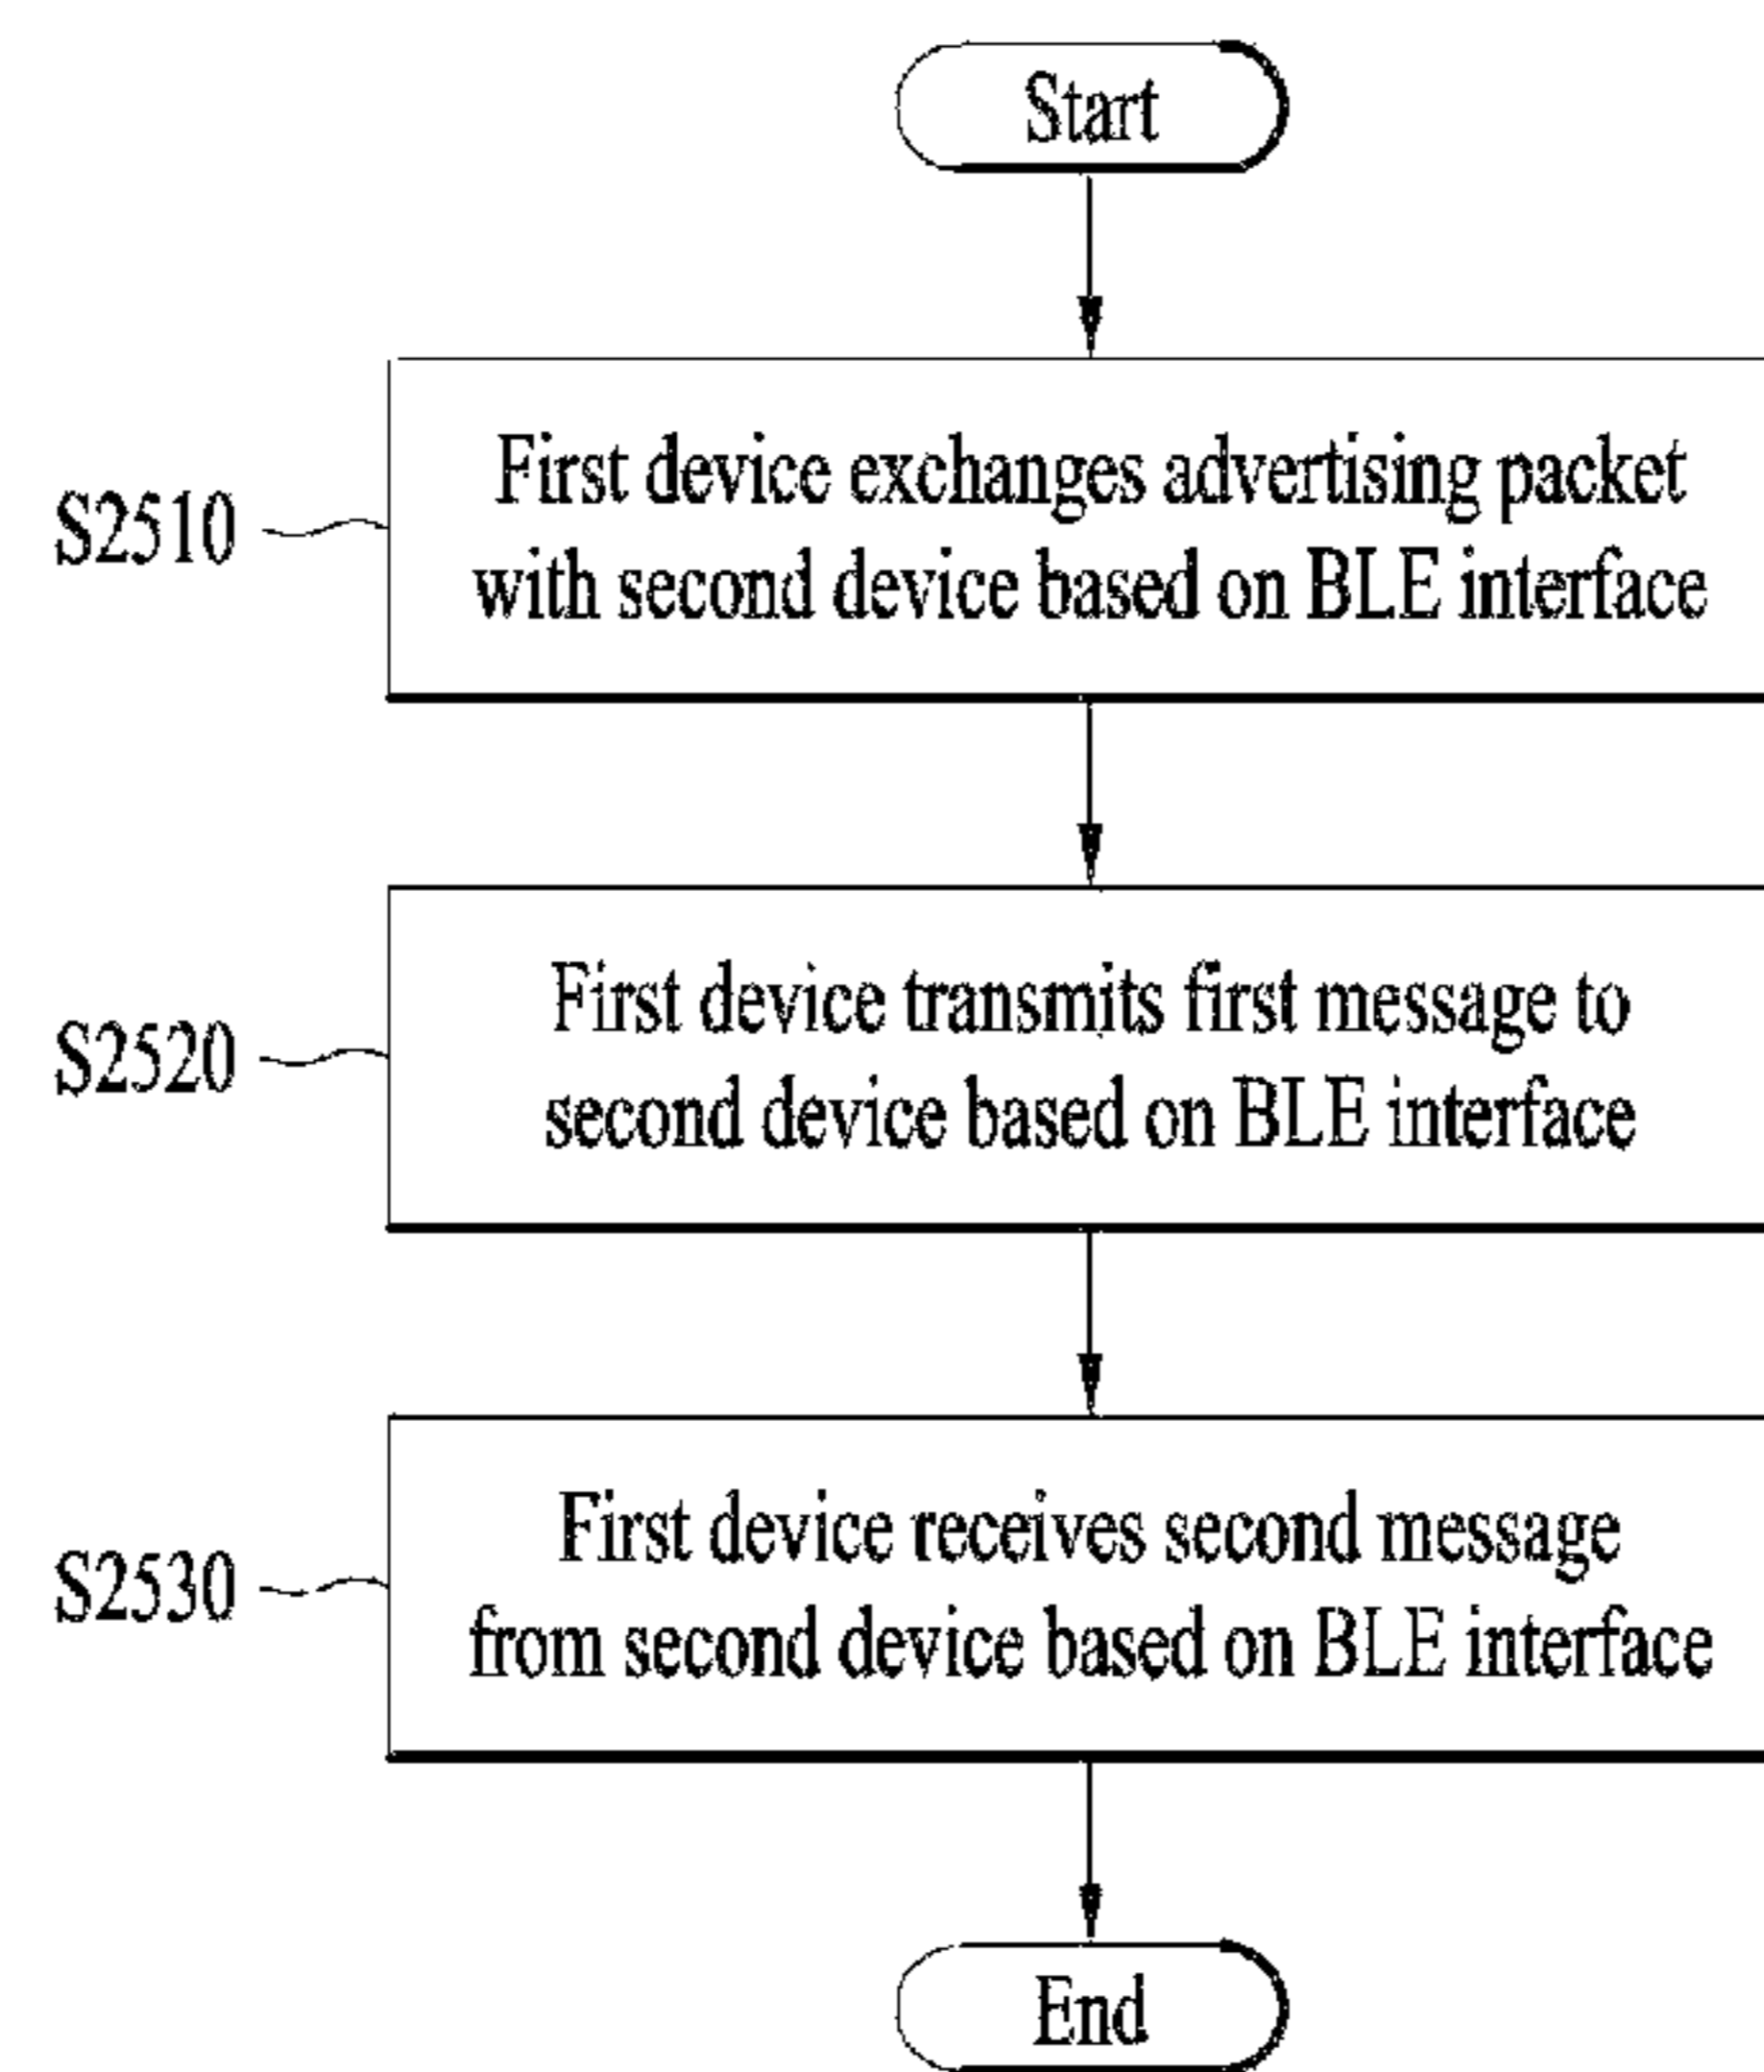 Start
S2510
First device exchanges advertising packet
with second device based on BLE interface
S2520
First device transmits first message to
second device based on BLE interface
S2530
First device receives second message
from second device based on BLE interface
End